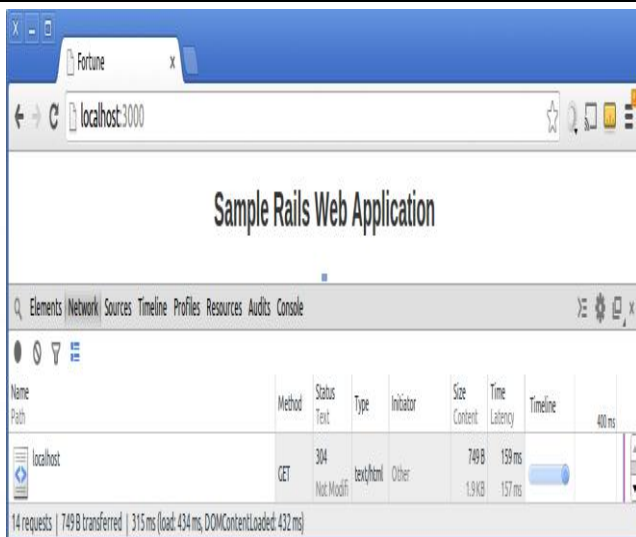 Fortune
localhost:3000
Sample Rails Web Application
Elements Network Sources Timeline Profiles Resources Audits Console
Name Method Status Type Initiator Size Time Timeline 400 ms
Path Text Content Latency
localhost GET 304 text/html Other 749 B 159 ms
Not Modifi 1.9 KB 157 ms
14 requests | 749 B transferred | 315 ms (load: 434 ms, DOMContentLoaded: 432 ms)